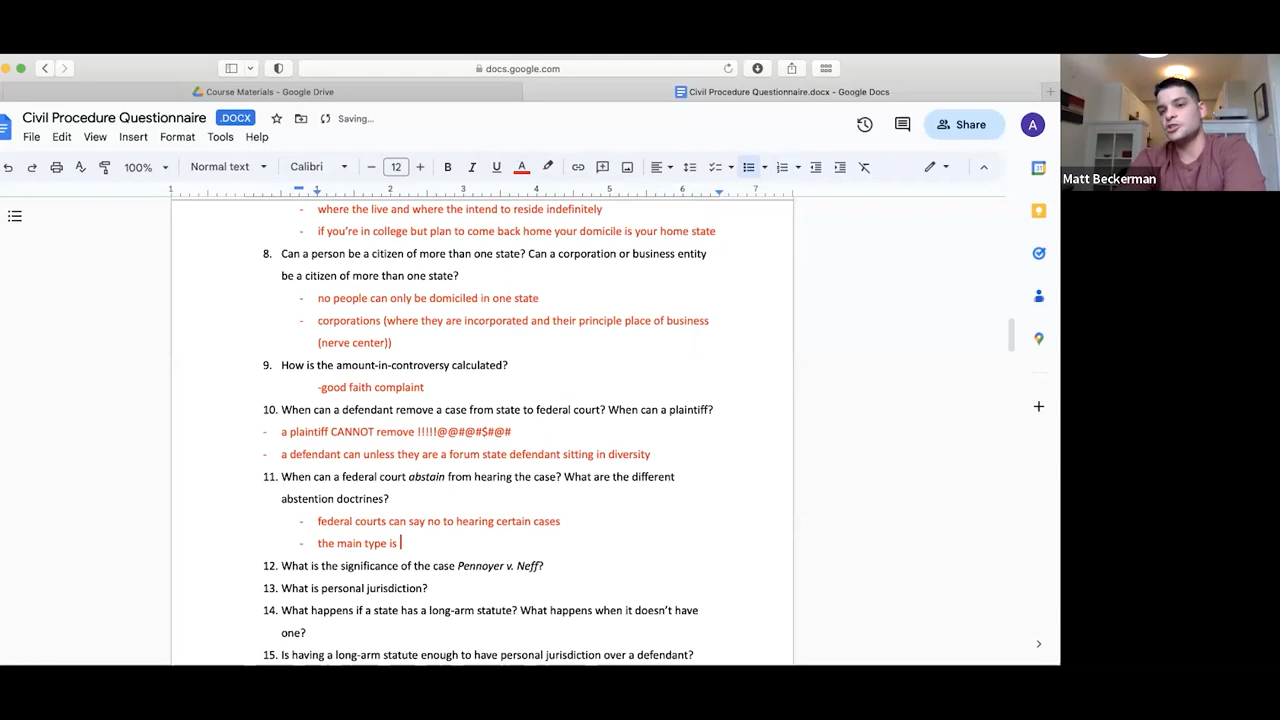 docs.google.com
Course Materials - Google Drive
Civil Procedure Questionnaire.docx - Google Docs
Civil Procedure Questionnaire .DOCX Saving...
File Edit View Insert Format Tools Help
Share
A
100% Normal text Calibri 12 B I U A
1 1 2 3 4 5 6 7
- where the live and where the intend to reside indefinitely
- if you're in college but plan to come back home your domicile is your home state
8. Can a person be a citizen of more than one state? Can a corporation or business entity
be a citizen of more than one state?
- no people can only be domiciled in one state
- corporations (where they are incorporated and their principle place of business
(nerve center))
9. How is the amount-in-controversy calculated?
-good faith complaint
10. When can a defendant remove a case from state to federal court? When can a plaintiff?
- a plaintiff CANNOT remove !!!!!@@#@#$#@#
- a defendant can unless they are a forum state defendant sitting in diversity
11. When can a federal court abstain from hearing the case? What are the different
abstention doctrines?
- federal courts can say no to hearing certain cases
- the main type is
12. What is the significance of the case Pennoyer v. Neff?
13. What is personal jurisdiction?
14. What happens if a state has a long-arm statute? What happens when it doesn't have
one?
15. Is having a long-arm statute enough to have personal jurisdiction over a defendant?
Matt Beckerman